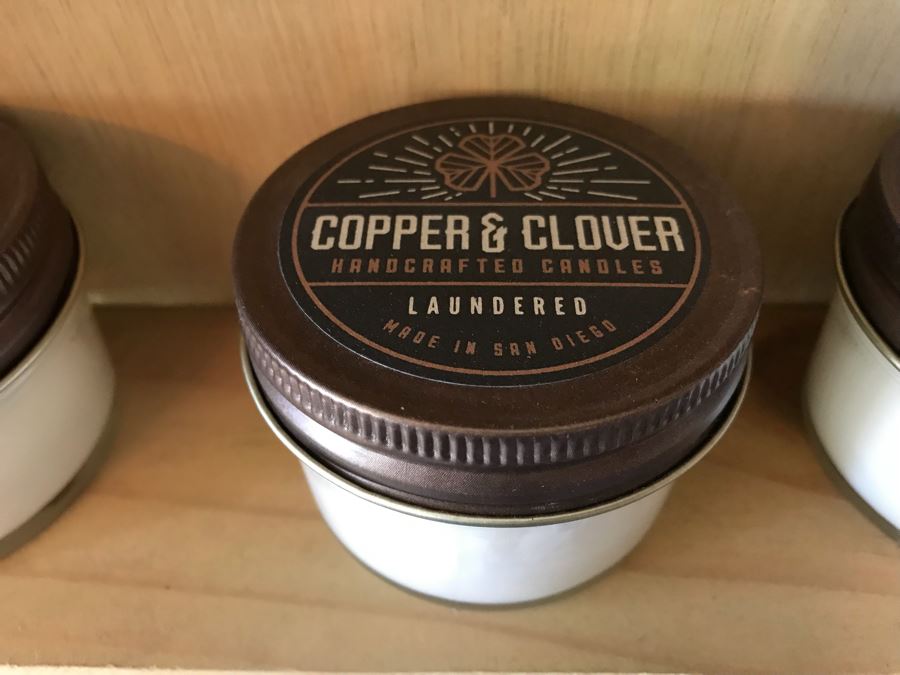 COPPER & CLOVER
HANDCRAFTED CANDLES
LAUNDERED
MADE IN SAN DIEGO